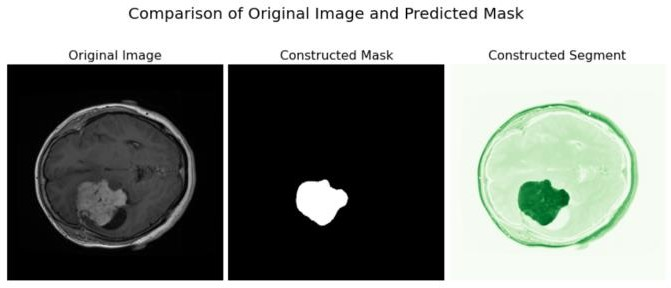 Comparison of Original Image and Predicted Mask
Original Image
Constructed Mask
Constructed Segment